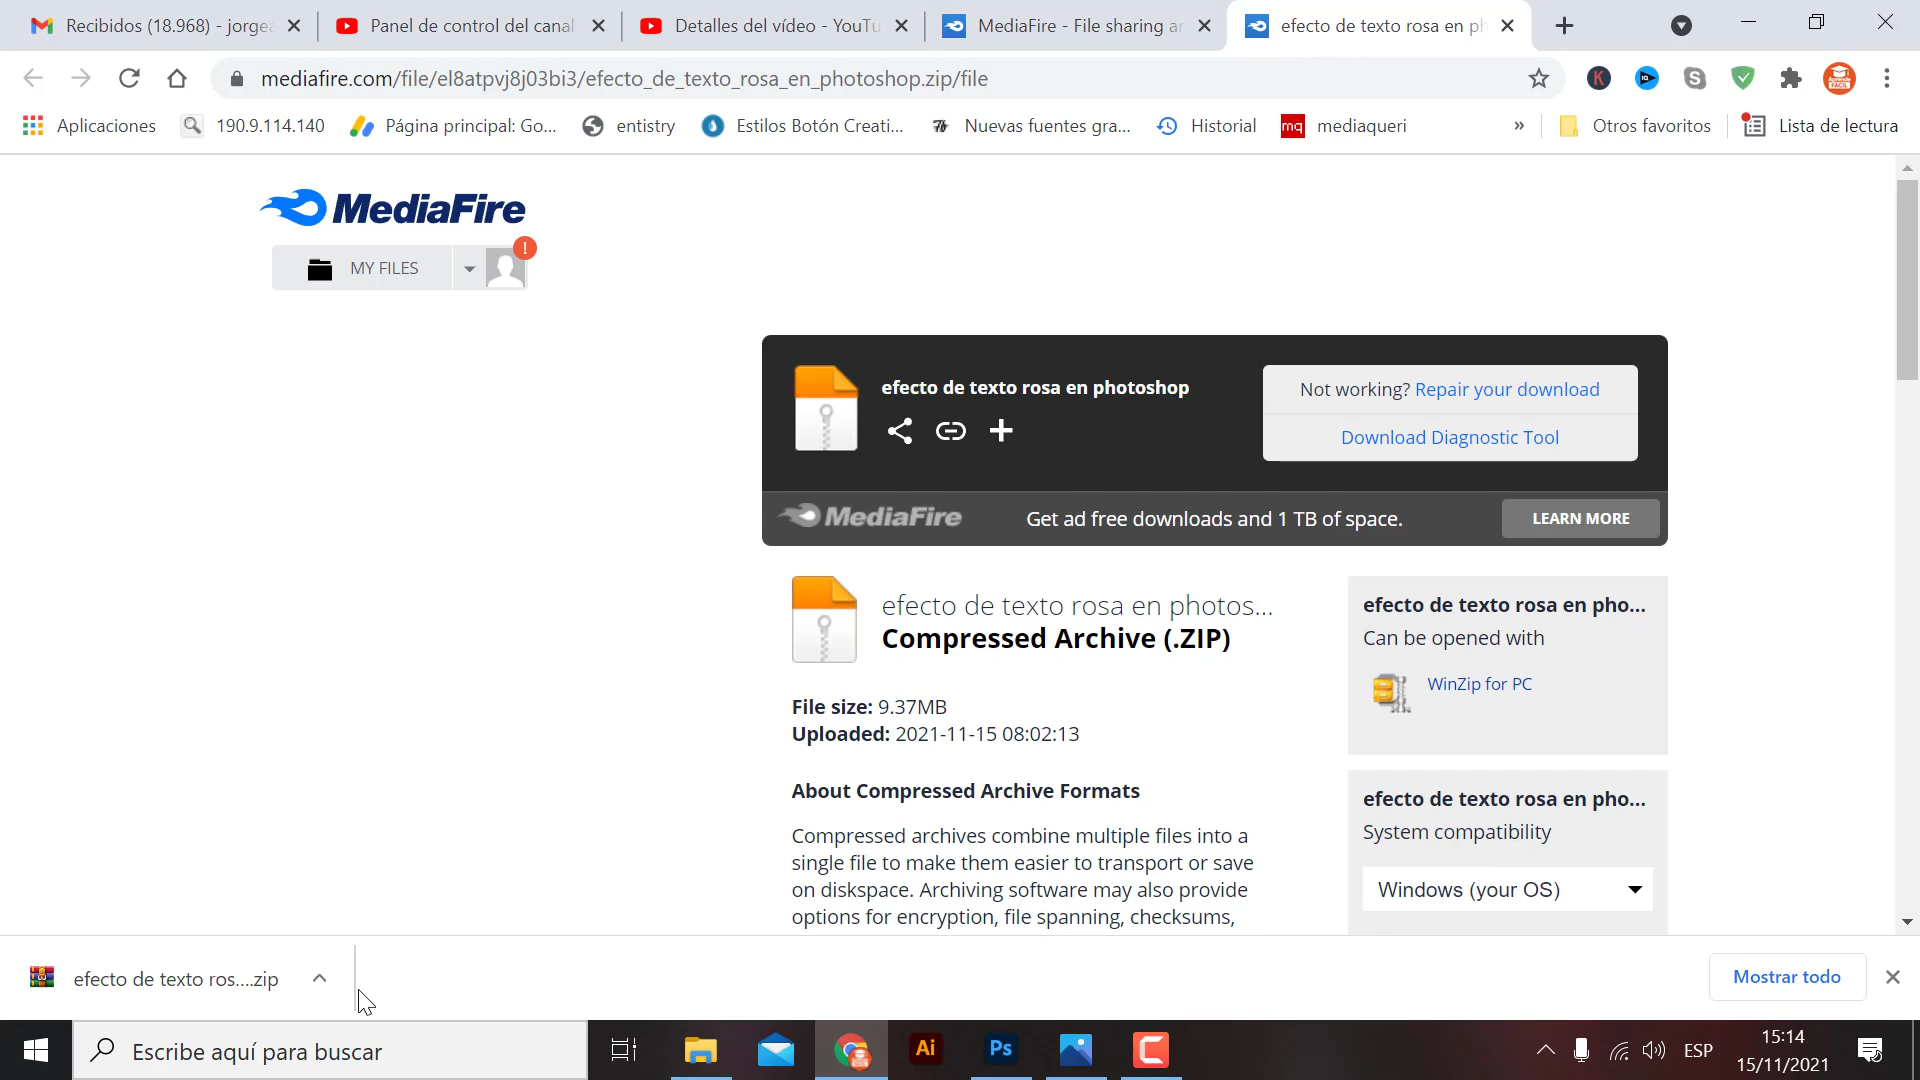 Recibidos (18.968) - jorgea
Panel de control del canal
Detalles del vídeo - YouTu
MediaFire - File sharing an
efecto de texto rosa en ph
mediafire.com/file/el8atpvj8j03bi3/efecto_de_texto_rosa_en_photoshop.zip/file
Aplicaciones
190.9.114.140
Página principal: Go...
entistry
Estilos Botón Creati...
Nuevas fuentes gra...
Historial
mq mediaqueri
»
Otros favoritos
Lista de lectura
MediaFire
MY FILES
!
efecto de texto rosa en photoshop
Not working? Repair your download
Download Diagnostic Tool
MediaFire
Get ad free downloads and 1 TB of space.
LEARN MORE
efecto de texto rosa en photos...
Compressed Archive (.ZIP)
File size: 9.37MB
Uploaded: 2021-11-15 08:02:13
About Compressed Archive Formats
Compressed archives combine multiple files into a
single file to make them easier to transport or save
on diskspace. Archiving software may also provide
options for encryption, file spanning, checksums,
efecto de texto rosa en pho...
Can be opened with
WinZip for PC
efecto de texto rosa en pho...
System compatibility
Windows (your OS)
efecto de texto ros....zip
Mostrar todo
Escribe aquí para buscar
Ai
Ps
ESP
15:14
15/11/2021